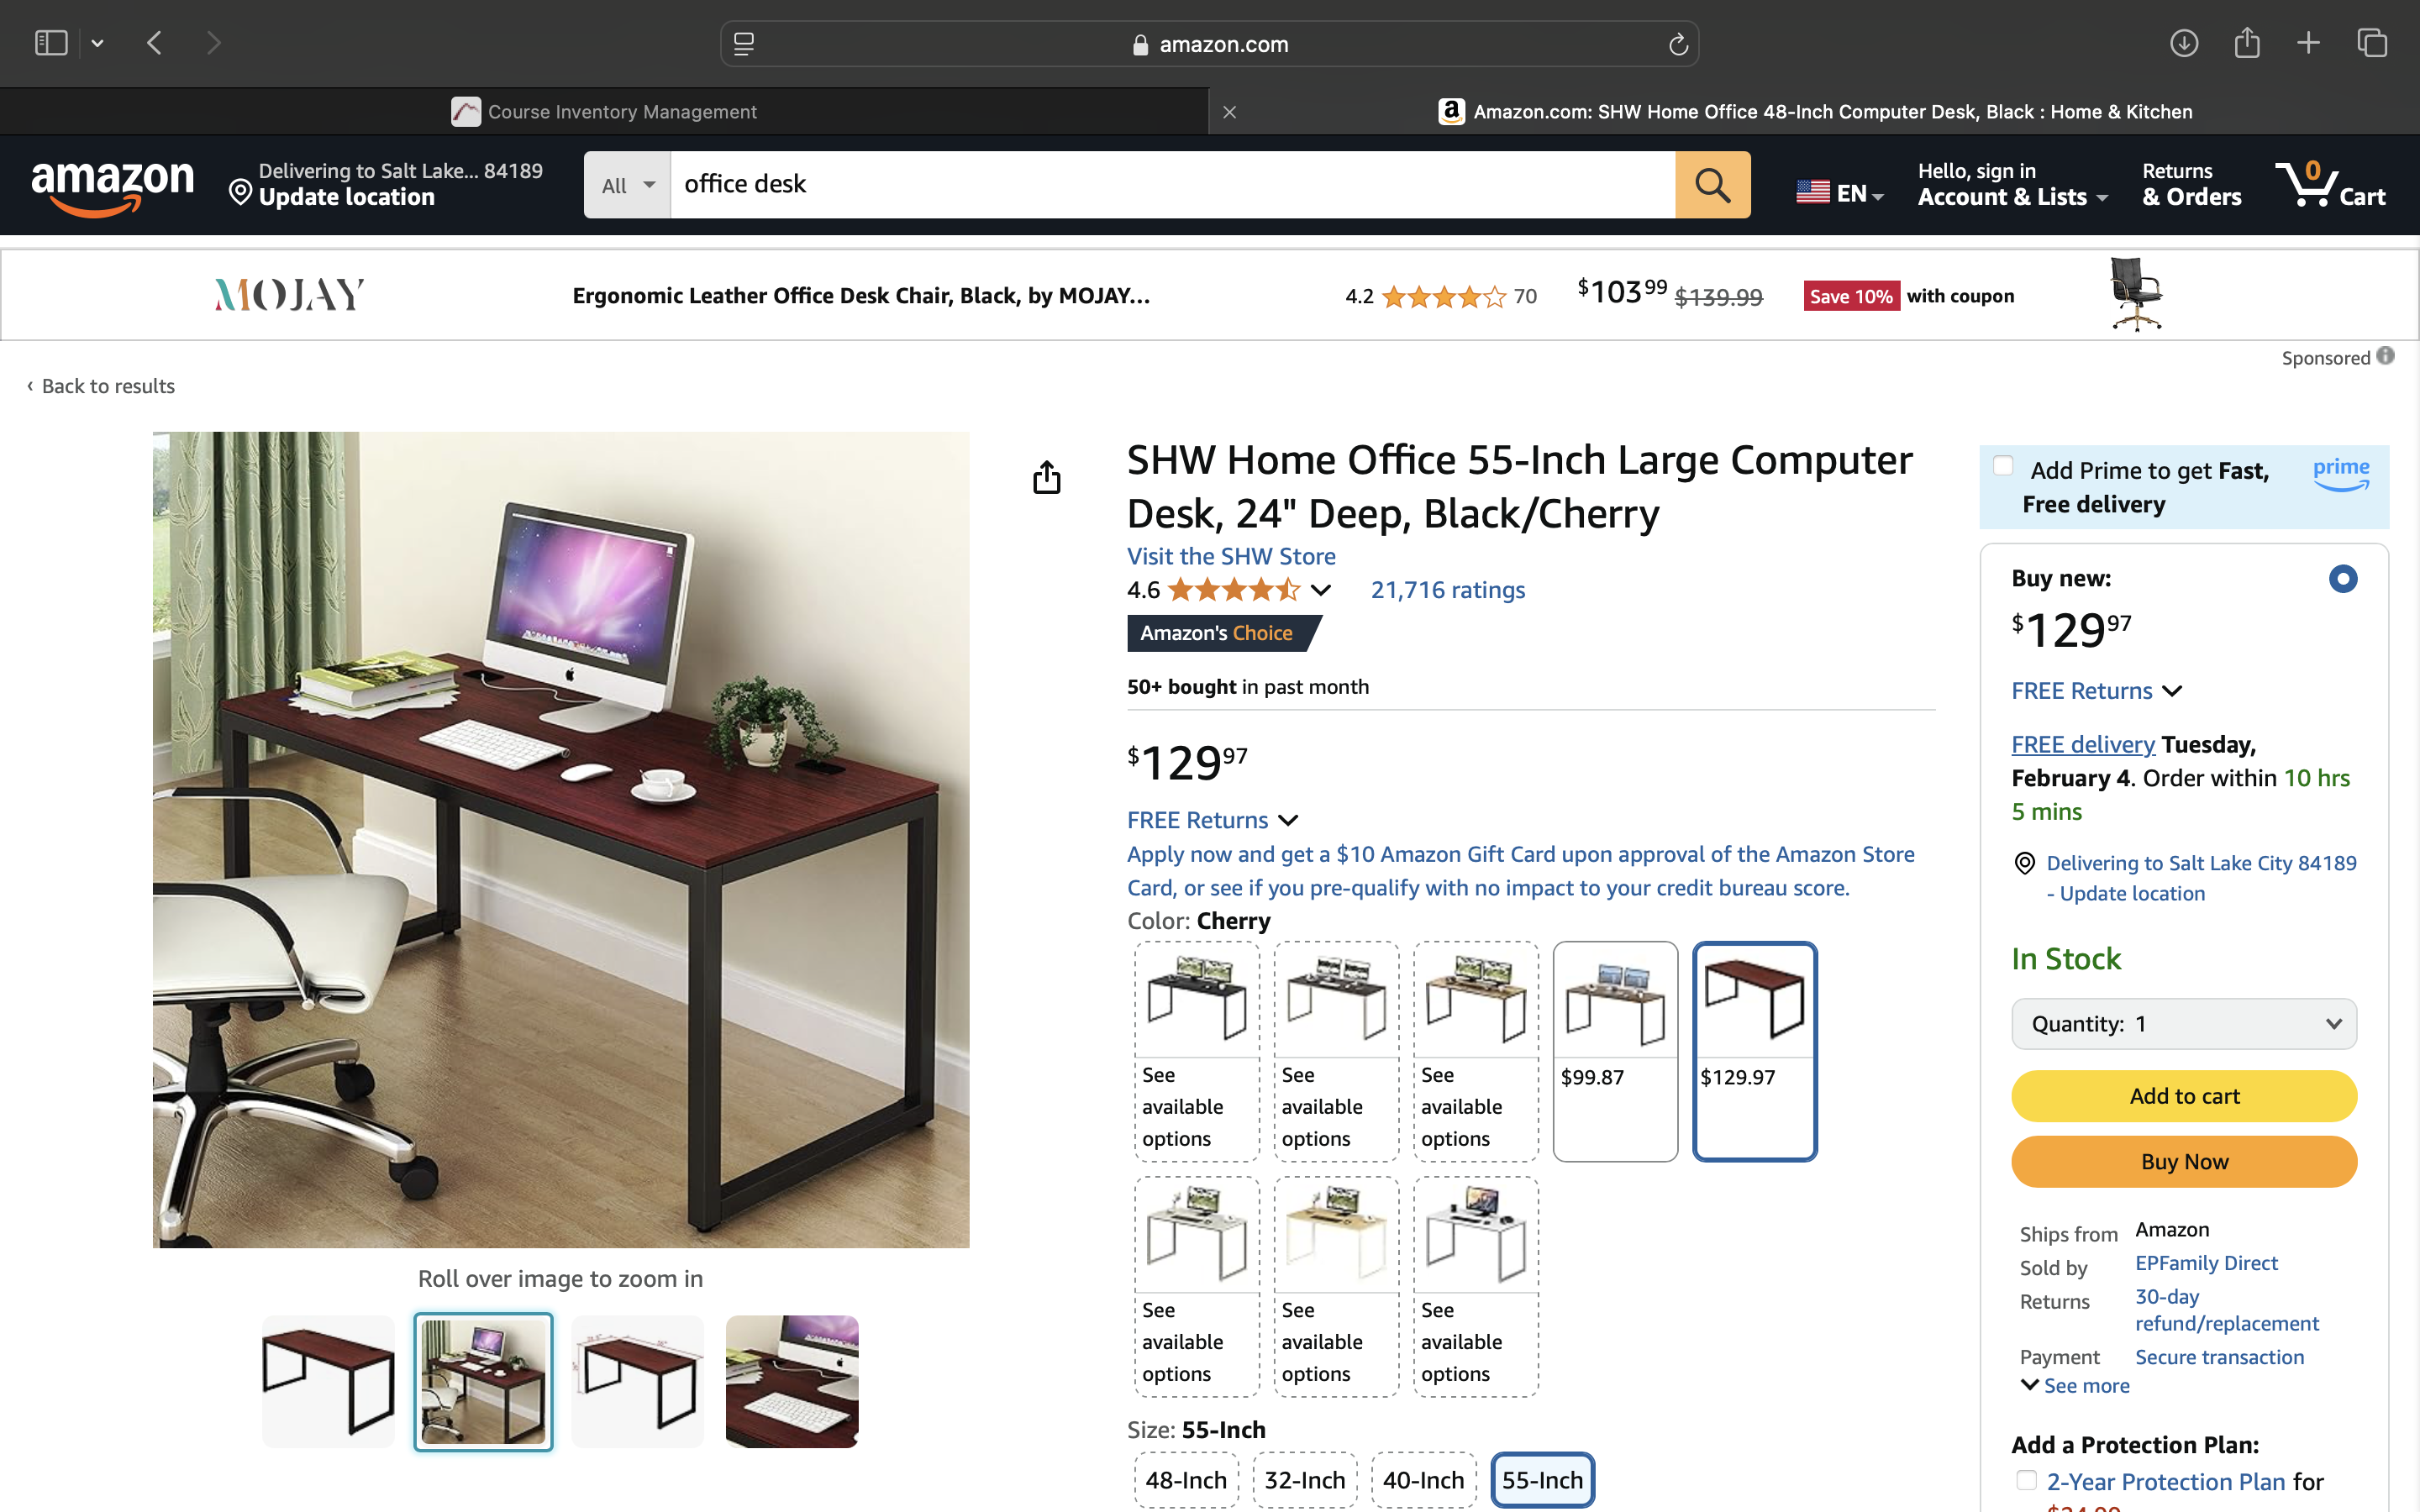 amazon.com
Course Inventory Management
Amazon.com: SHW Home Office 48-Inch Computer Desk, Black : Home & Kitchen
amazon
Delivering to Salt Lake... 84189
Update location
All
office desk
EN
Hello, sign in
Account & Lists
Returns
& Orders
0
Cart
MOJAY
Ergonomic Leather Office Desk Chair, Black, by MOJAY...
4.2
70
$103.99 $139.99
Save 10% with coupon
Sponsored
‹ Back to results
Roll over image to zoom in
SHW Home Office 55-Inch Large Computer
Desk, 24" Deep, Black/Cherry
Visit the SHW Store
4.6
21,716 ratings
Amazon's Choice
50+ bought in past month
$129.97
FREE Returns
Apply now and get a $10 Amazon Gift Card upon approval of the Amazon Store
Card, or see if you pre-qualify with no impact to your credit bureau score.
Color: Cherry
See
available
options
See
available
options
See
available
options
$99.87
$129.97
See
available
options
See
available
options
See
available
options
Size: 55-Inch
48-Inch
32-Inch
40-Inch
55-Inch
Add Prime to get Fast,
Free delivery
prime
Buy new:
$129.97
FREE Returns
FREE delivery Tuesday,
February 4. Order within 10 hrs
5 mins
Delivering to Salt Lake City 84189
- Update location
In Stock
Quantity: 1
Add to cart
Buy Now
Ships from Amazon
Sold by EPFamily Direct
Returns 30-day
refund/replacement
Payment Secure transaction
See more
Add a Protection Plan:
2-Year Protection Plan for